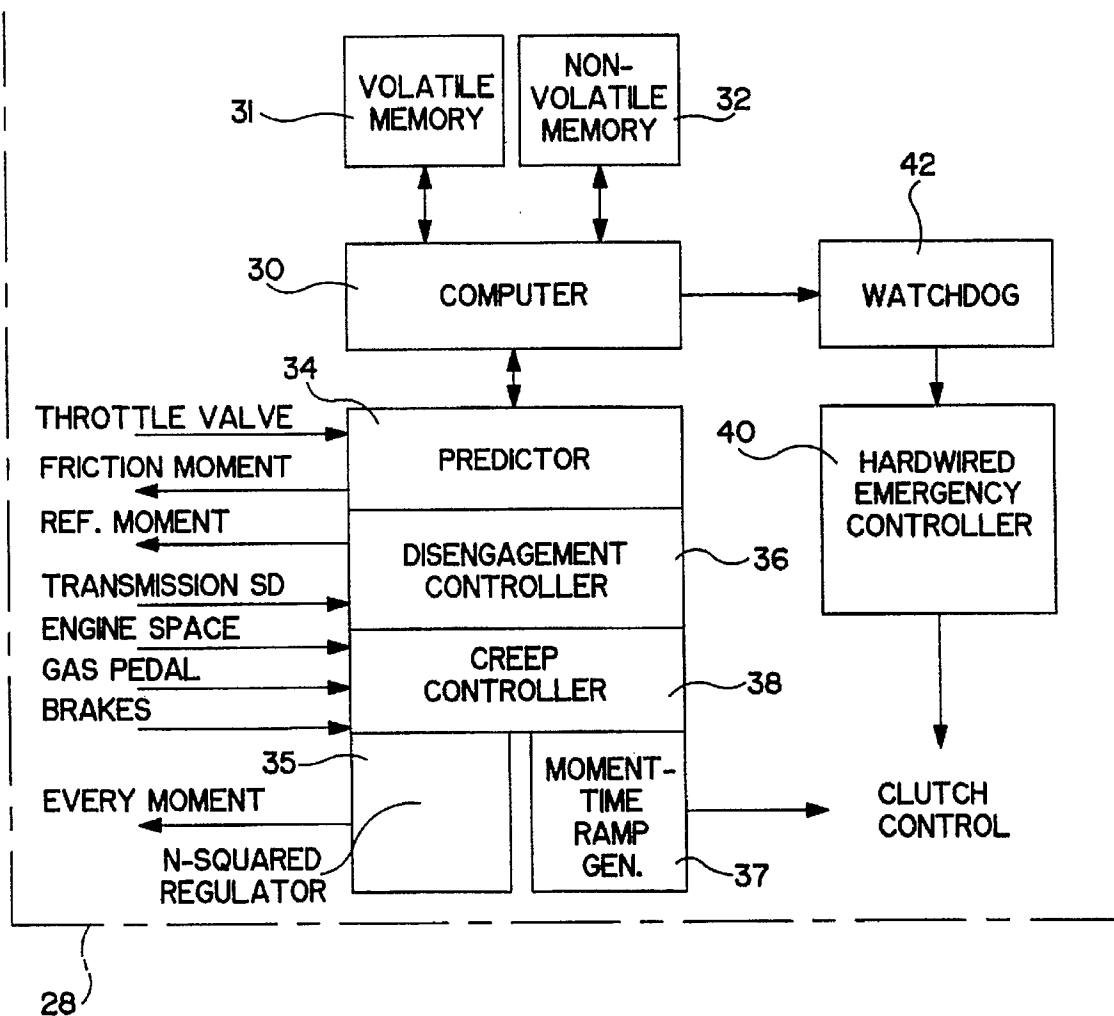 VOLATILE
MEMORY
31
NON-
VOLATILE
MEMORY
32
42
30
COMPUTER
WATCHDOG
34
THROTTLE VALVE
PREDICTOR
FRICTION MOMENT
40
HARDWIRED
EMERGENCY
CONTROLLER
REF. MOMENT
DISENGAGEMENT
CONTROLLER
36
TRANSMISSION SD
ENGINE SPACE
GAS PEDAL
BRAKES
CREEP
CONTROLLER
38
35
EVERY MOMENT
N-SQUARED
REGULATOR
MOMENT-
TIME
RAMP
GEN.
37
CLUTCH
CONTROL
28